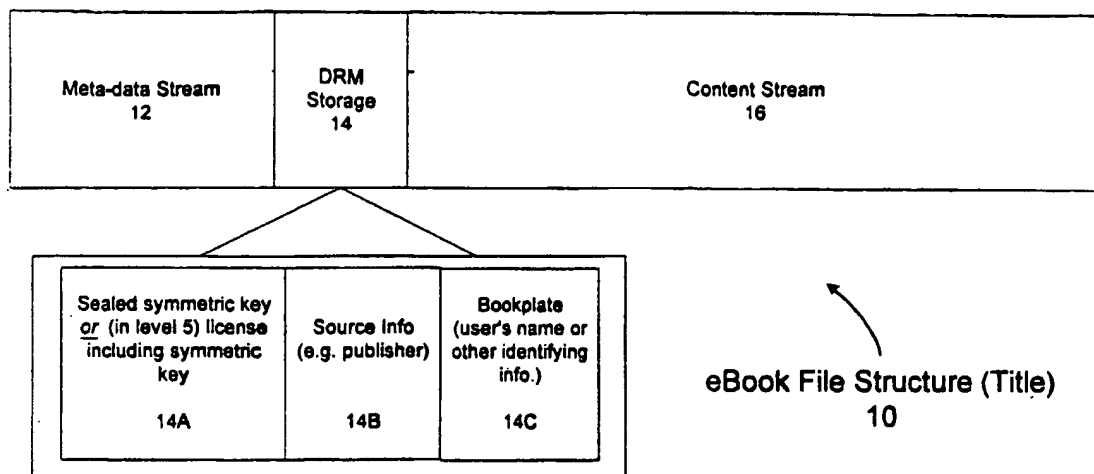 Meta-data Stream
12
DRM
Storage
14
Content Stream
16
Sealed symmetric key
or (in level 5) license
including symmetric
key
14A
Source Info
(e.g. publisher)
14B
Bookplate
(user's name or
other identifying
info.)
14C
eBook File Structure (Title)
10